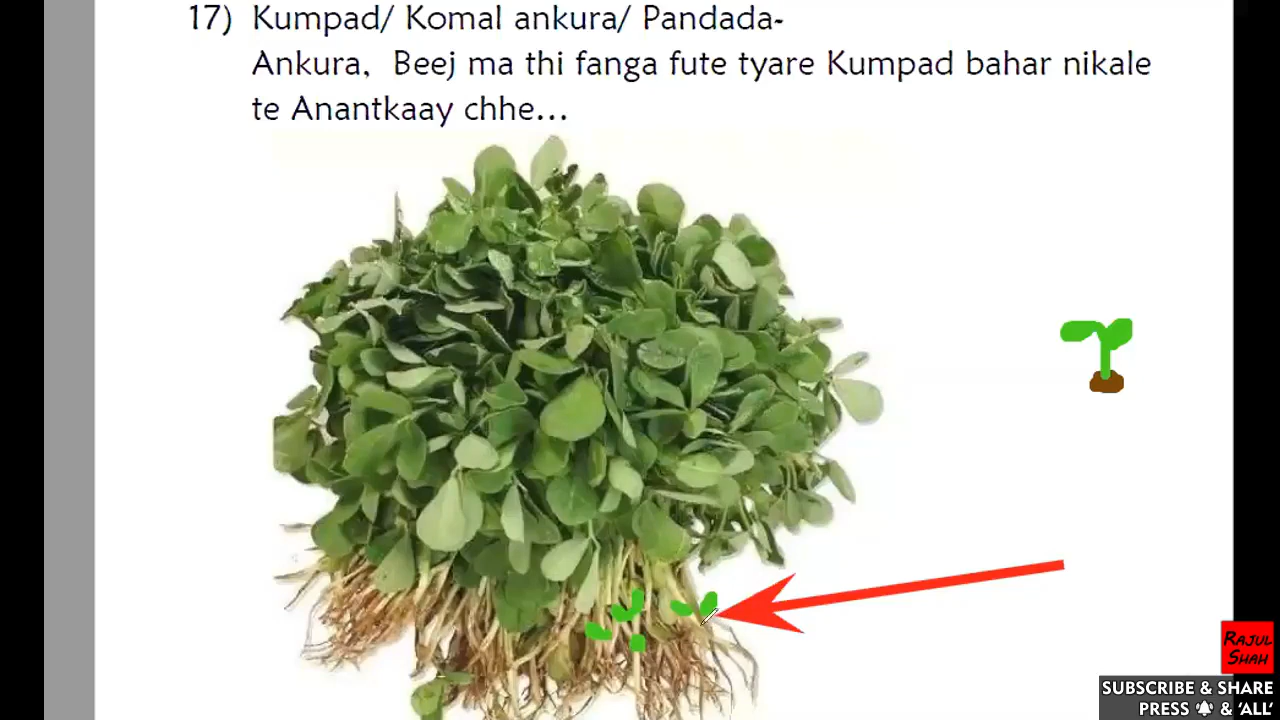 17) Kumpad/ Komal ankura/ Pandada-
Ankura, Beej ma thi fanga fute tyare Kumpad bahar nikale
te Anantkaay chhe...
RAJUL
SHAH
SUBSCRIBE & SHARE
PRESS & ‘ALL’